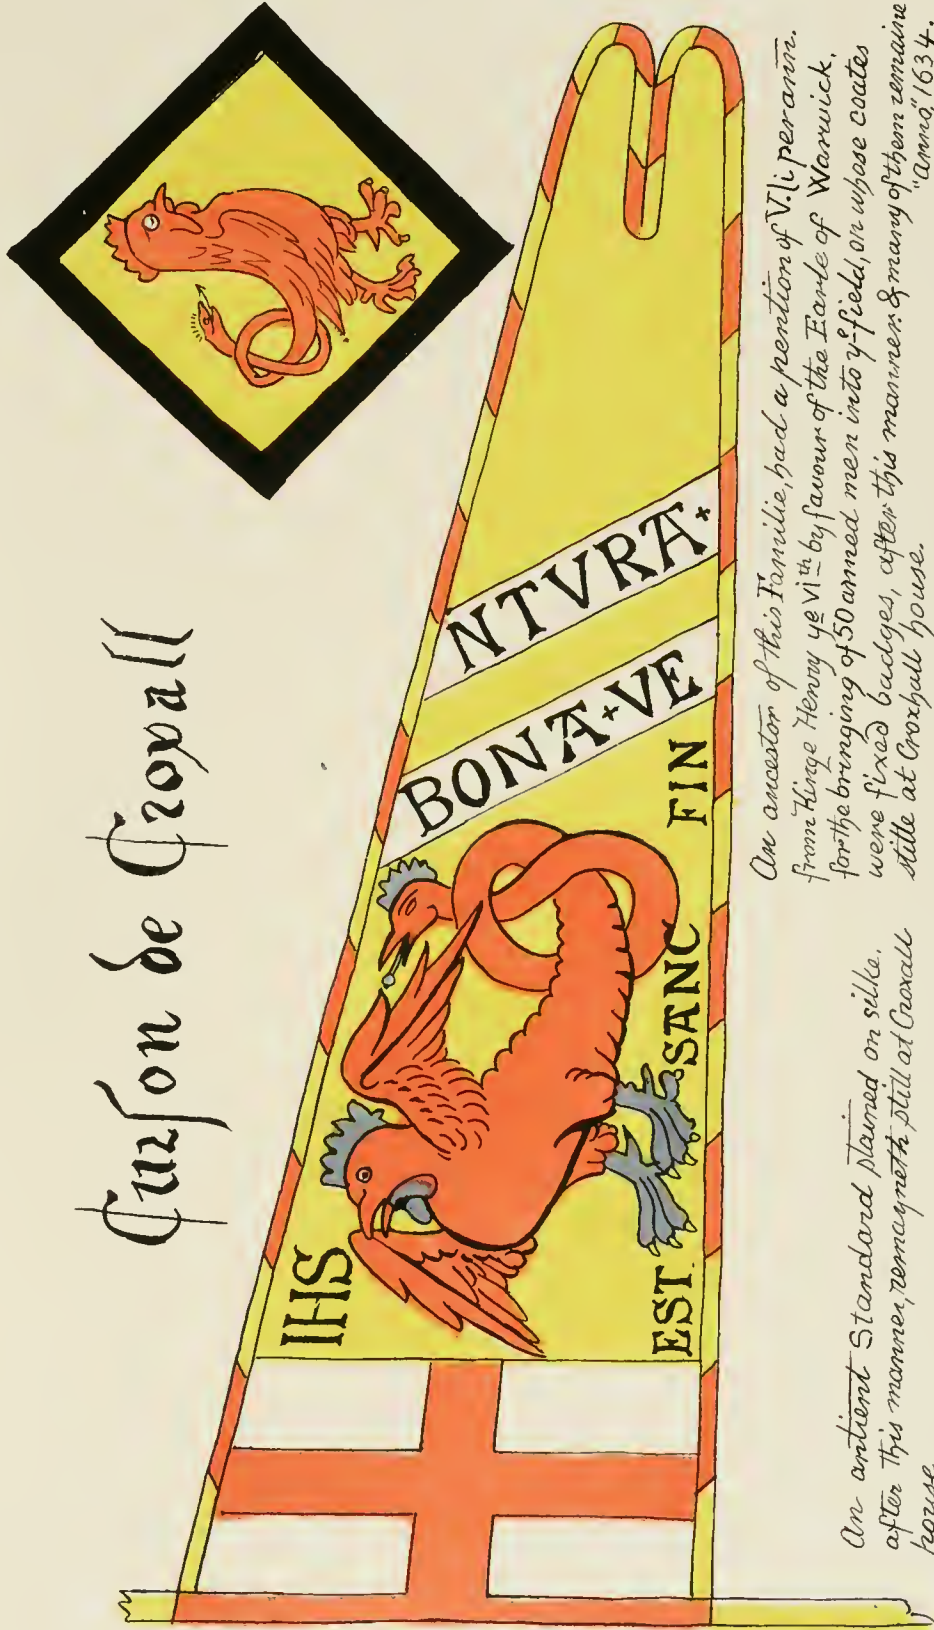 Curson de Croxall
IHS
EST SANC FIN
BONA + VE
NTVRA +
An antient Standard stained on silke.
after this manner, remayneth still at Croxall
house.
An ancestor of this Familie, had a pention of V.li perann.
from Kinge Henry ye vith by favour of the Earle of Warwick,
for the bringing of 50 armed men into ye field, on whose coates
were fixed badges, after this manner: & many of them remaine
stille at Croxhall house. "anno," 1634.